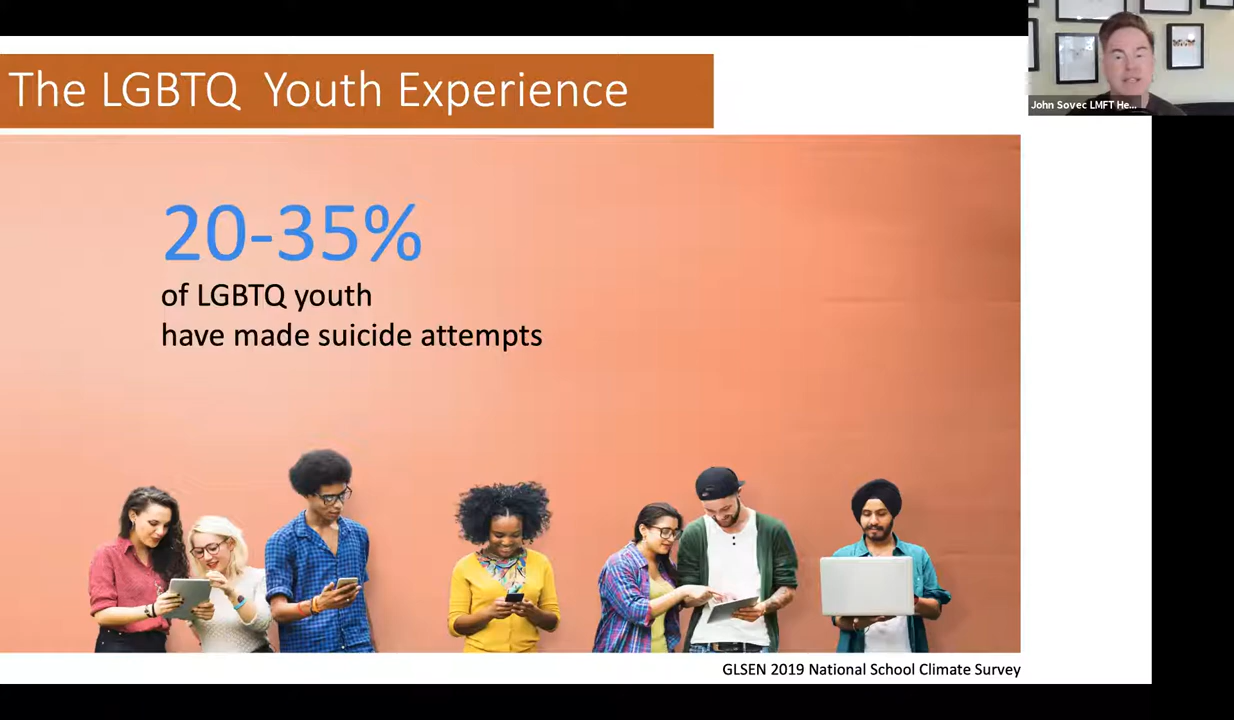 The LGBTQ  Youth Experience
John Sovec LMFT He...
20-35%
of LGBTQ youth
have made suicide attempts
GLSEN 2019 National School Climate Survey